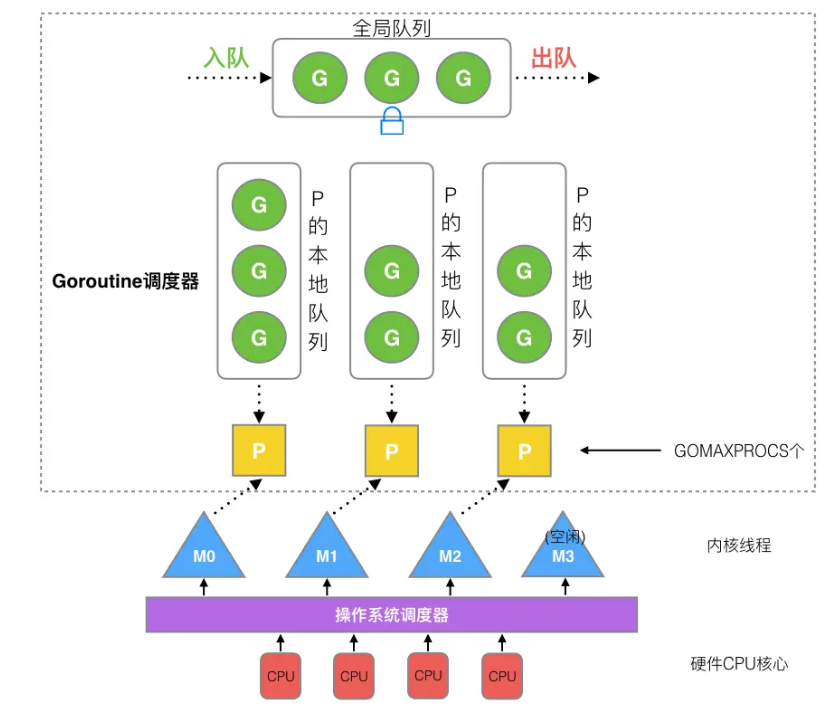 全局队列
入队
G G G
出队
G
G
G
P的本地队列
G
G
P的本地队列
G
G
P的本地队列
Goroutine调度器
P P P
GOMAXPROCS个
M0 M1 M2
(空闲)
M3
内核线程
操作系统调度器
CPU CPU CPU CPU
硬件CPU核心